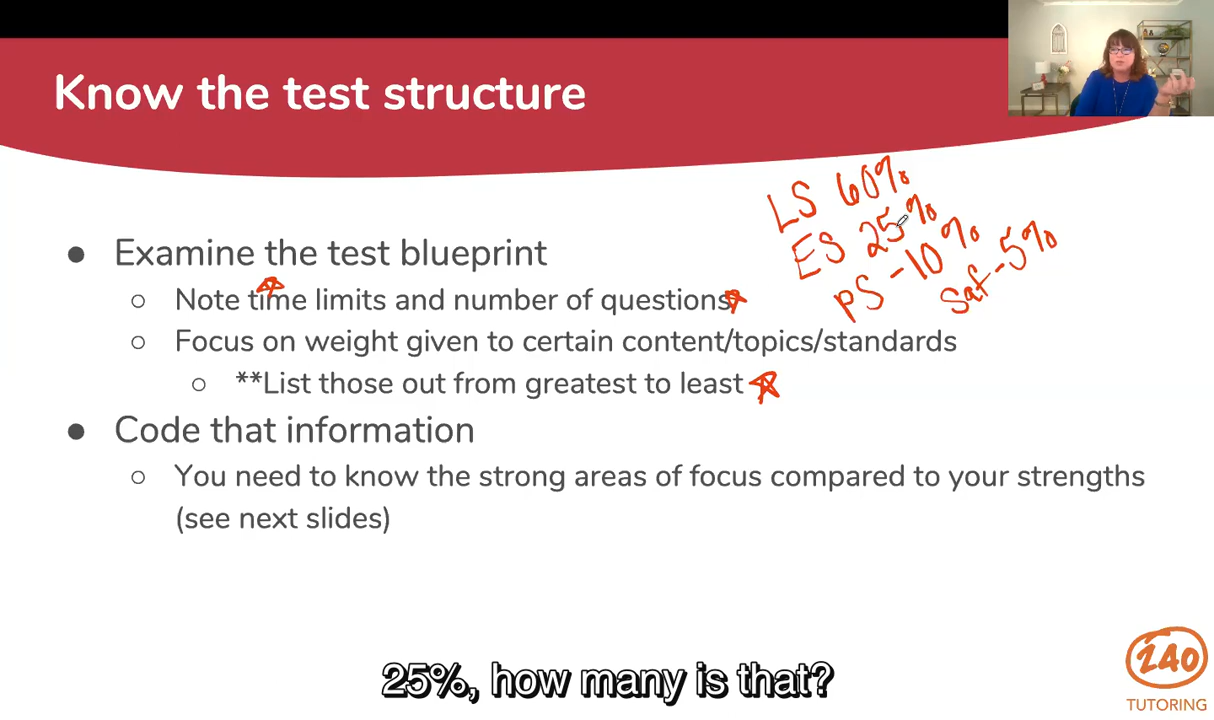 Know the test structure
LS 60%
ES 25%
PS - 10%
Saf - 5%
● Examine the test blueprint
○ Note time limits and number of questions
○ Focus on weight given to certain content/topics/standards
○ **List those out from greatest to least
● Code that information
○ You need to know the strong areas of focus compared to your strengths
(see next slides)
25%, how many is that?
240
TUTORING